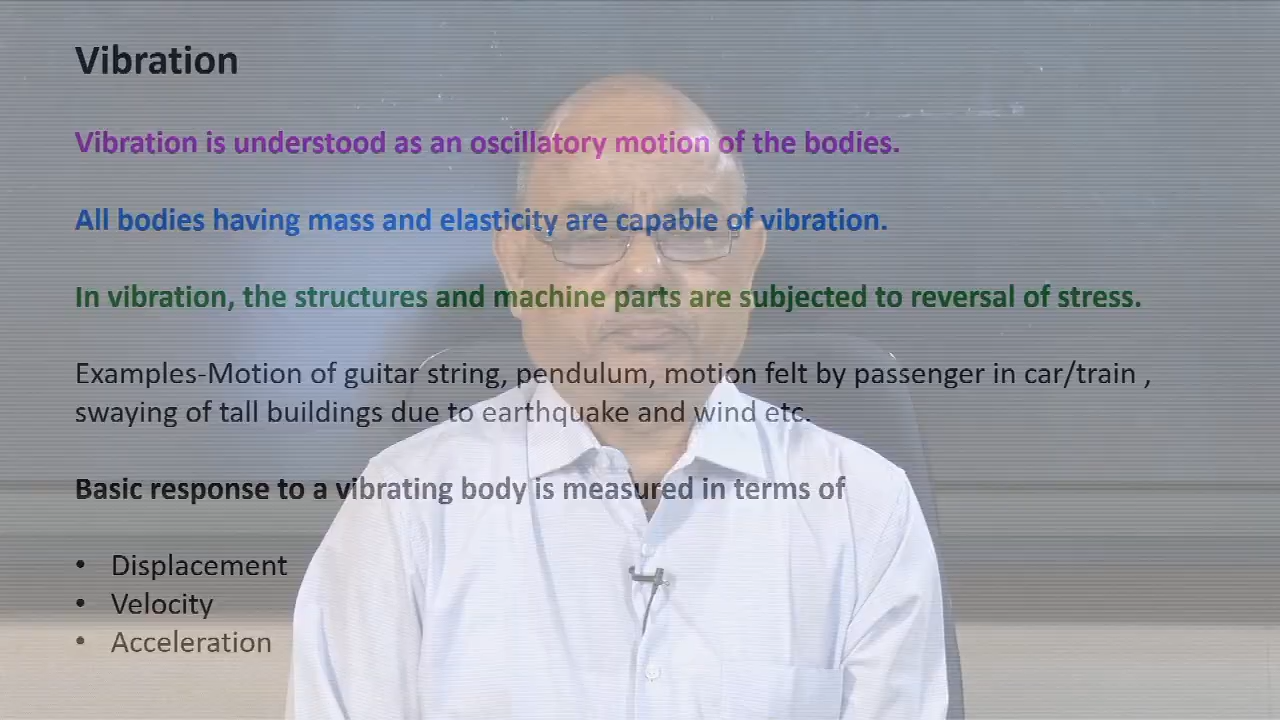 Vibration
Vibration is understood as an oscillatory motion of the bodies.
All bodies having mass and elasticity are capable of vibration.
In vibration, the structures and machine parts are subjected to reversal of stress.
Examples-Motion of guitar string, pendulum, motion felt by passenger in car/train ,
swaying of tall buildings due to earthquake and wind etc.
Basic response to a vibrating body is measured in terms of
• Displacement
• Velocity
• Acceleration